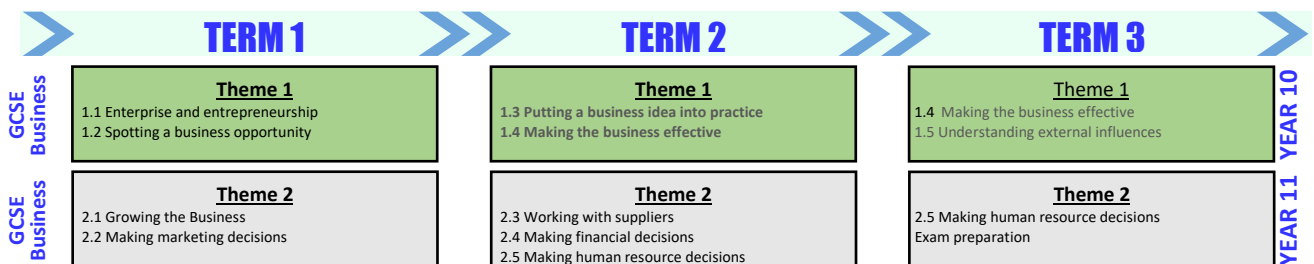 TERM 1
TERM 2
TERM 3
GCSE
Business
Theme 1
1.1 Enterprise and entrepreneurship
1.2 Spotting a business opportunity
Theme 1
1.3 Putting a business idea into practice
1.4 Making the business effective
Theme 1
1.4 Making the business effective
1.5 Understanding external influences
YEAR 10
GCSE
Business
Theme 2
2.1 Growing the Business
2.2 Making marketing decisions
Theme 2
2.3 Working with suppliers
2.4 Making financial decisions
2.5 Making human resource decisions
Theme 2
2.5 Making human resource decisions
Exam preparation
YEAR 11